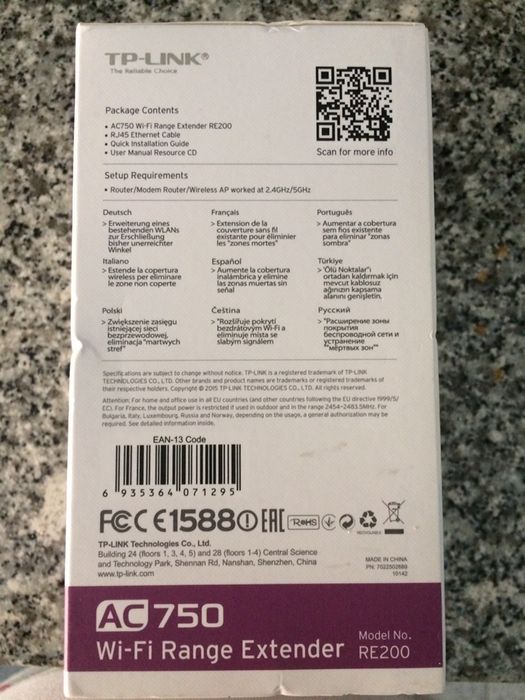 TP-LINK®
The Reliable Choice
Package Contents
• AC750 Wi-Fi Range Extender RE200
• RJ45 Ethernet Cable
• Quick Installation Guide
• User Manual Resource CD
Scan for more info
Setup Requirements
• Router/Modem Router/Wireless AP worked at 2.4GHz/5GHz
Deutsch
> Erweiterung eines
bestehenden WLANs
zur Erschließung
bisher unerreichter
Winkel
Français
> Extension de la
couverture sans fil
existante pour éliminier
les "zones mortes"
Português
> Aumentar a cobertura
sem fios existente
para eliminar "zonas
sombra"
Italiano
> Estende la copertura
wireless per eliminare
le zone non coperte
Español
> Aumente la cobertura
inalámbrica y elimine
las zonas muertas sin
señal
Türkiye
> 'Ölü Noktalar'ı
ortadan kaldırmak için
mevcut kablosuz
ağınızın kapsama
alanını genişletin.
Polski
> Zwiększenie zasięgu
istniejącej sieci
bezprzewodowej,
eliminacja "martwych
stref"
Čeština
> "Rozšiřuje pokrytí
bezdrátovým Wi-Fi a
eliminuje místa se
slabým signálem
Русский
> "Расширение зоны
покрытия
беспроводной сети и
устранение
"мёртвых зон""
Specifications are subject to change without notice. TP-LINK is a registered trademark of TP-LINK
TECHNOLOGIES CO., LTD. Other brands and product names are trademarks or registered trademarks of
their respective holders. Copyright © 2015 TP-LINK TECHNOLOGIES CO., LTD. All rights reserved.
Attention: For home and office use in all EU countries (and other countries following the EU directive 1999/5/
EC). For France, the output power is restricted if used in outdoor and in the range 2454-2483.5MHz. For
Bulgaria, Italy, Luxembourg, Russia and Norway, depending on the usage, a general authorization may be
required. See detailed information inside.
EAN-13 Code
6 935364 071295
FC CE1588 EAC RoHS
RECYCLABLE
TP-LINK Technologies Co., Ltd.
Building 24 (floors 1, 3, 4, 5) and 28 (floors 1-4) Central Science
and Technology Park, Shennan Rd, Nanshan, Shenzhen, China
www.tp-link.com
MADE IN CHINA
PN: 7022502689
10142
AC750
Wi-Fi Range Extender
Model No.
RE200